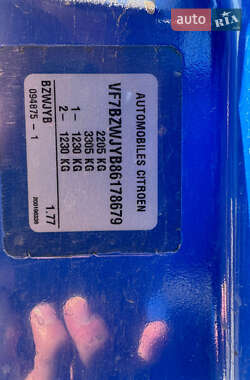 AUTO RIA
AUTOMOBILES CITROEN
VF7BZWJYB86178679
2205 KG
3305 KG
1– 1230 KG
2– 1230 KG
BZWJYB 1.77
094875 – 1